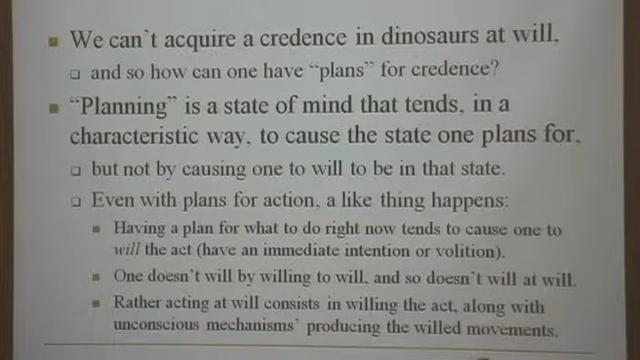 We can't acquire a credence in dinosaurs at will,
and so how can one have "plans" for credence?
"Planning" is a state of mind that tends, in a
characteristic way, to cause the state one plans for,
but not by causing one to will to be in that state.
Even with plans for action, a like thing happens:
Having a plan for what to do right now tends to cause one to
will the act (have an immediate intention or volition).
One doesn't will by willing to will, and so doesn't will at will.
Rather acting at will consists in willing the act, along with
unconscious mechanisms' producing the willed movements.